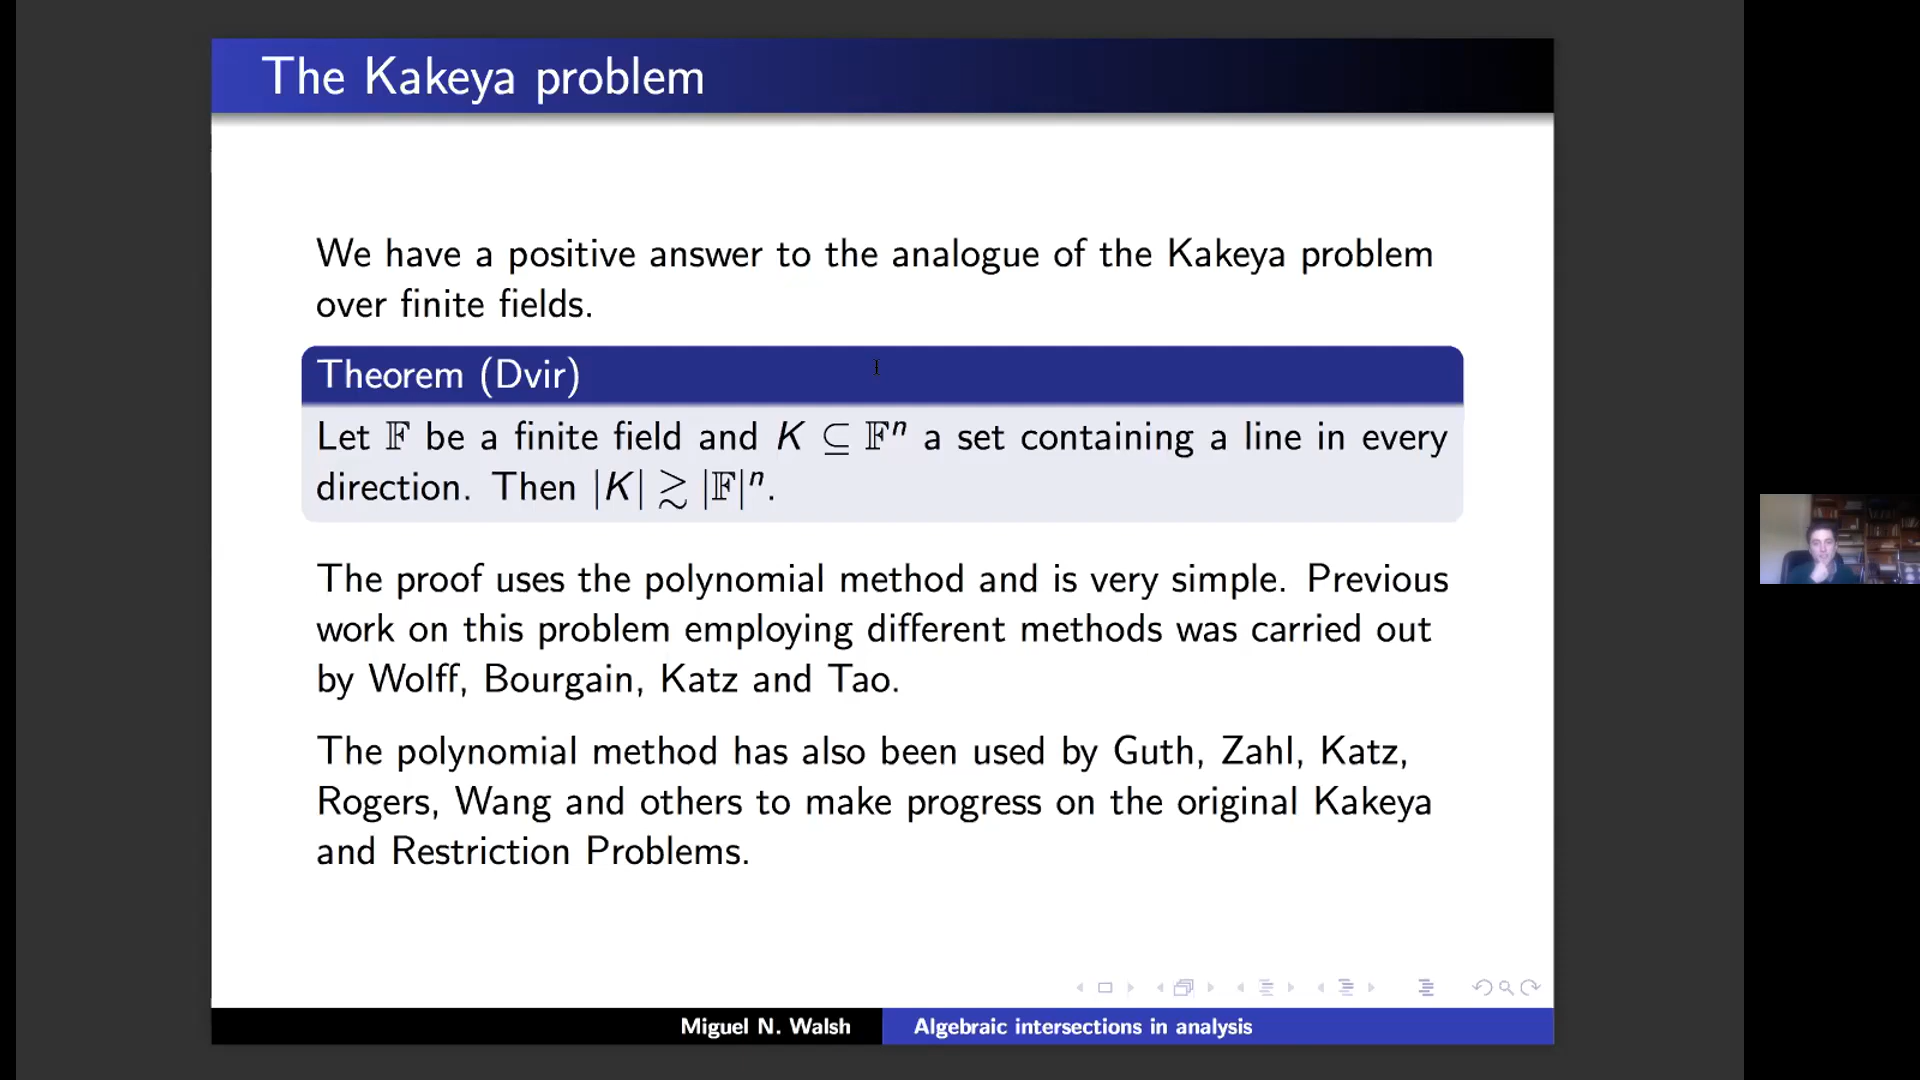 The Kakeya problem
We have a positive answer to the analogue of the Kakeya problem
over finite fields.
Theorem (Dvir)
Let 𝔽 be a finite field and K ⊆ 𝔽ⁿ a set containing a line in every
direction. Then |K| ≳ |𝔽|ⁿ.
The proof uses the polynomial method and is very simple. Previous
work on this problem employing different methods was carried out
by Wolff, Bourgain, Katz and Tao.
The polynomial method has also been used by Guth, Zahl, Katz,
Rogers, Wang and others to make progress on the original Kakeya
and Restriction Problems.
Miguel N. Walsh
Algebraic intersections in analysis